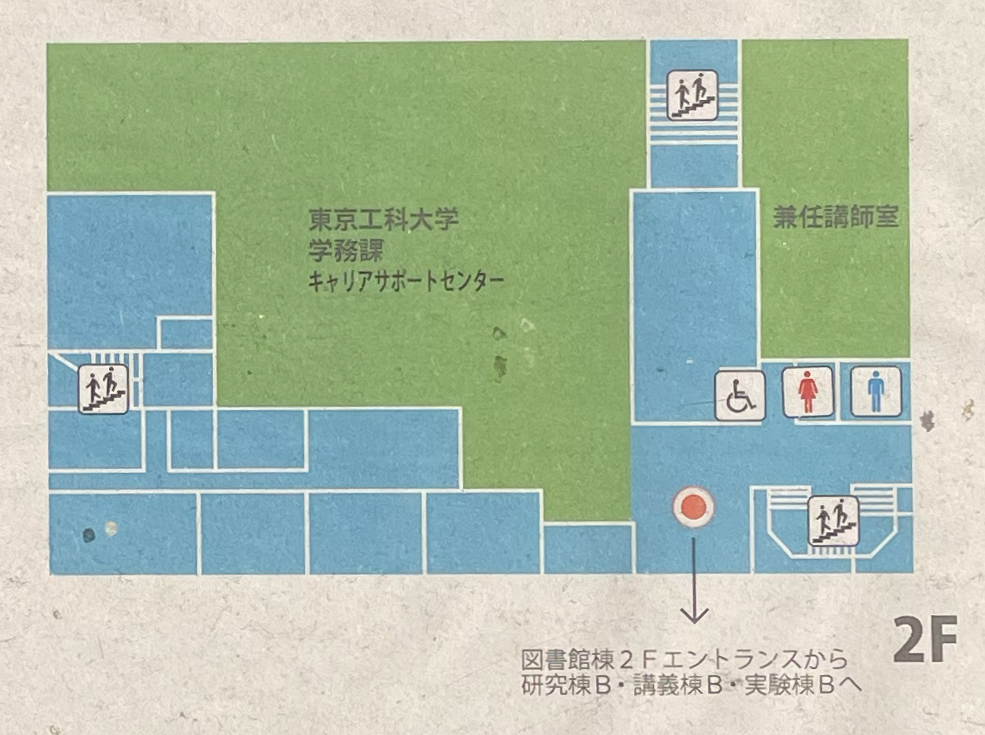 東京工科大学
学務課
キャリアサポートセンター
兼任講師室
2F
図書館棟２Ｆエントランスから
研究棟Ｂ・講義棟Ｂ・実験棟Ｂへ